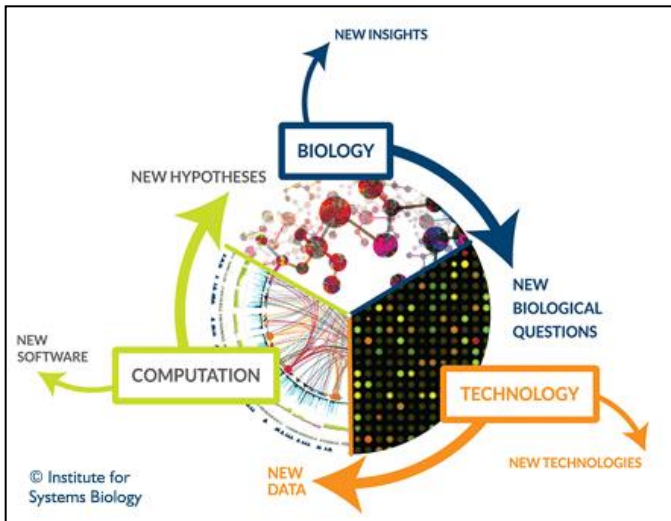 NEW INSIGHTS
BIOLOGY
NEW HYPOTHESES
NEW
BIOLOGICAL
QUESTIONS
NEW
SOFTWARE
COMPUTATION
TECHNOLOGY
NEW
DATA
NEW TECHNOLOGIES
© Institute for
Systems Biology